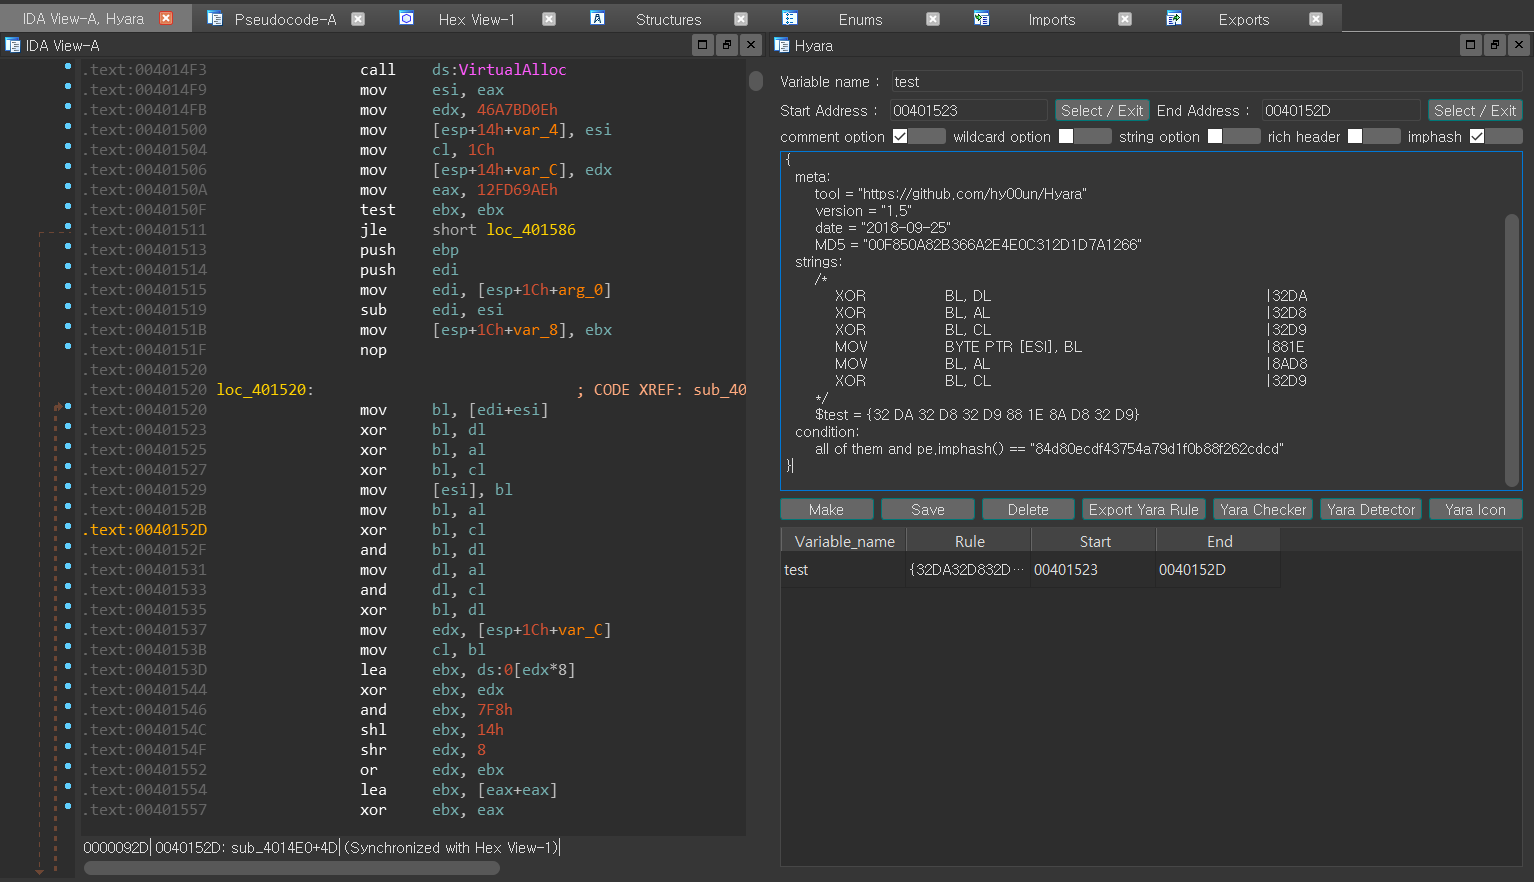 IDA View-A, Hyara
Pseudocode-A
Hex View-1
Structures
Enums
Imports
Exports
IDA View-A
.text:004014F3 call ds:VirtualAlloc
.text:004014F9 mov esi, eax
.text:004014FB mov edx, 46A7BD0Eh
.text:00401500 mov [esp+14h+var_4], esi
.text:00401504 mov cl, 1Ch
.text:00401506 mov [esp+14h+var_C], edx
.text:0040150A mov eax, 12FD69AEh
.text:0040150F test ebx, ebx
.text:00401511 jle short loc_401586
.text:00401513 push ebp
.text:00401514 push edi
.text:00401515 mov edi, [esp+1Ch+arg_0]
.text:00401519 sub edi, esi
.text:0040151B mov [esp+1Ch+var_8], ebx
.text:0040151F nop
.text:00401520
.text:00401520 loc_401520: ; CODE XREF: sub_40
.text:00401520 mov bl, [edi+esi]
.text:00401523 xor bl, dl
.text:00401525 xor bl, al
.text:00401527 xor bl, cl
.text:00401529 mov [esi], bl
.text:0040152B mov bl, al
.text:0040152D xor bl, cl
.text:0040152F and bl, dl
.text:00401531 mov dl, al
.text:00401533 and dl, cl
.text:00401535 xor bl, dl
.text:00401537 mov edx, [esp+1Ch+var_C]
.text:0040153B mov cl, bl
.text:0040153D lea ebx, ds:0[edx*8]
.text:00401544 xor ebx, edx
.text:00401546 and ebx, 7F8h
.text:0040154C shl ebx, 14h
.text:0040154F shr edx, 8
.text:00401552 or edx, ebx
.text:00401554 lea ebx, [eax+eax]
.text:00401557 xor ebx, eax
0000092D 0040152D: sub_4014E0+4D (Synchronized with Hex View-1)
Hyara
Variable name : test
Start Address : 00401523 Select / Exit End Address : 0040152D Select / Exit
comment option wildcard option string option rich header imphash
{
meta:
tool = "https://github.com/hy00un/Hyara"
version = "1.5"
date = "2018-09-25"
MD5 = "00F850A82B366A2E4E0C312D1D7A1266"
strings:
/*
XOR BL, DL |32DA
XOR BL, AL |32D8
XOR BL, CL |32D9
MOV BYTE PTR [ESI], BL |881E
MOV BL, AL |8AD8
XOR BL, CL |32D9
*/
$test = {32 DA 32 D8 32 D9 88 1E 8A D8 32 D9}
condition:
all of them and pe.imphash() == "84d80ecdf43754a79d1f0b88f262cdcd"
}
Make Save Delete Export Yara Rule Yara Checker Yara Detector Yara Icon
Variable_name Rule Start End
test {32DA32D832D... 00401523 0040152D